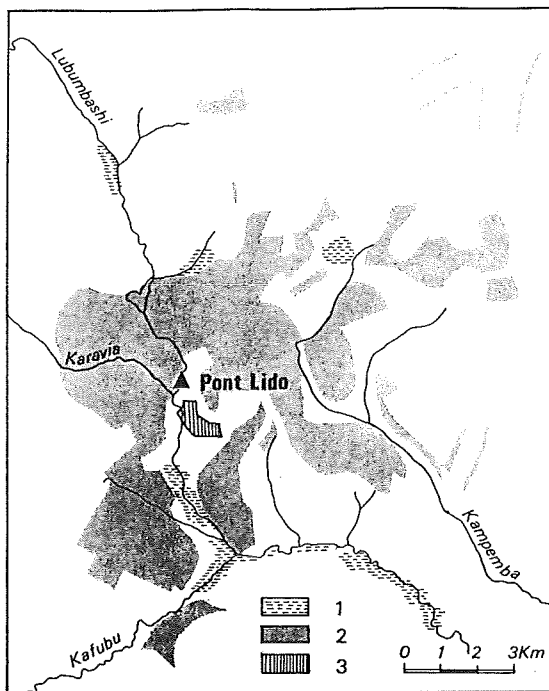 Lubumbashi
Karavia
Pont Lido
Kampemba
Kafubu
1
2
3
0 1 2 3Km